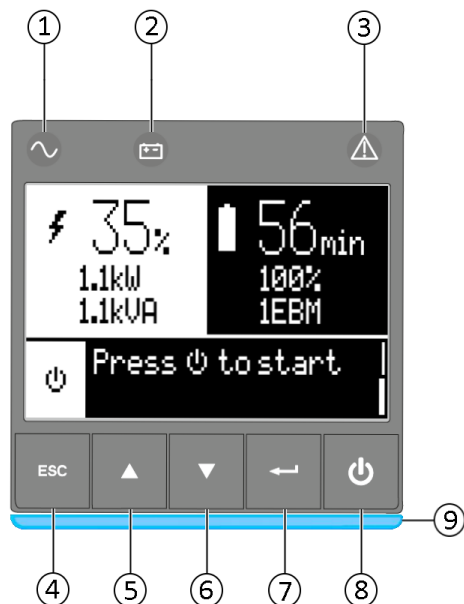 1 2 3
35% 56min
1.1kW 100%
1.1kVA 1EBM
Press ⏻ to start
ESC
4 5 6 7 8 9